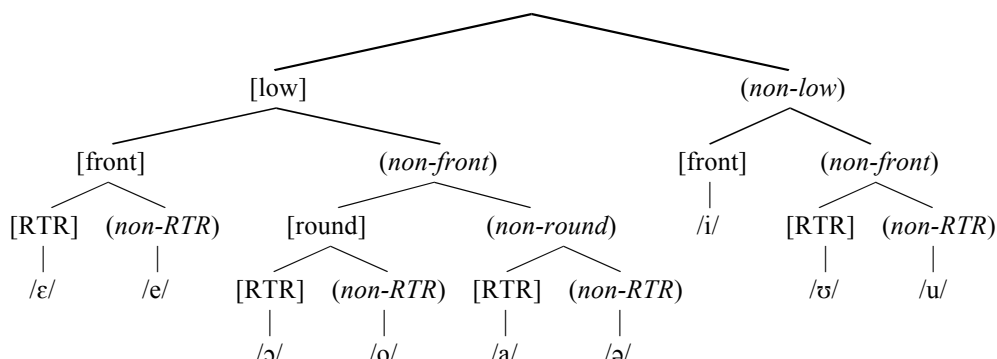 [low] (non-low)
[front] (non-front) [front] (non-front)
[RTR] (non-RTR) [round] (non-round) /i/ [RTR] (non-RTR)
/ɛ/ /e/ [RTR] (non-RTR) [RTR] (non-RTR) /ʊ/ /u/
/ɔ/ /o/ /a/ /ə/